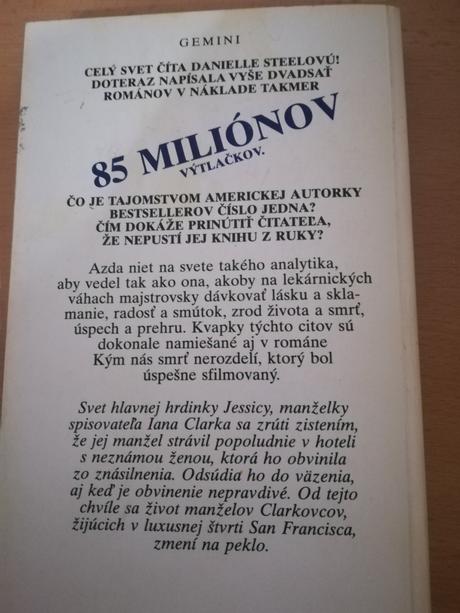 GEMINI
CELÝ SVET ČÍTA DANIELLE STEELOVÚ!
DOTERAZ NAPÍSALA VYŠE DVADSAŤ
ROMÁNOV V NÁKLADE TAKMER
85 MILIÓNOV
VÝTLAČKOV.
ČO JE TAJOMSTVOM AMERICKEJ AUTORKY
BESTSELLEROV ČÍSLO JEDNA?
ČÍM DOKÁŽE PRINÚTIŤ ČITATEĽA,
ŽE NEPUSTÍ JEJ KNIHU Z RUKY?
Azda niet na svete takého analytika,
aby vedel tak ako ona, akoby na lekárnických
váhach majstrovsky dávkovať lásku a skla-
manie, radosť a smútok, zrod života a smrť,
úspech a prehru. Kvapky týchto citov sú
dokonale namiešané aj v románe
Kým nás smrť nerozdelí, ktorý bol
úspešne sfilmovaný.
Svet hlavnej hrdinky Jessicy, manželky
spisovateľa Iana Clarka sa zrúti zistením,
že jej manžel strávil popoludnie v hoteli
s neznámou ženou, ktorá ho obvinila
zo znásilnenia. Odsúdia ho do väzenia,
aj keď je obvinenie nepravdivé. Od tejto
chvíle sa život manželov Clarkovcov,
žijúcich v luxusnej štvrti San Francisca,
zmení na peklo.